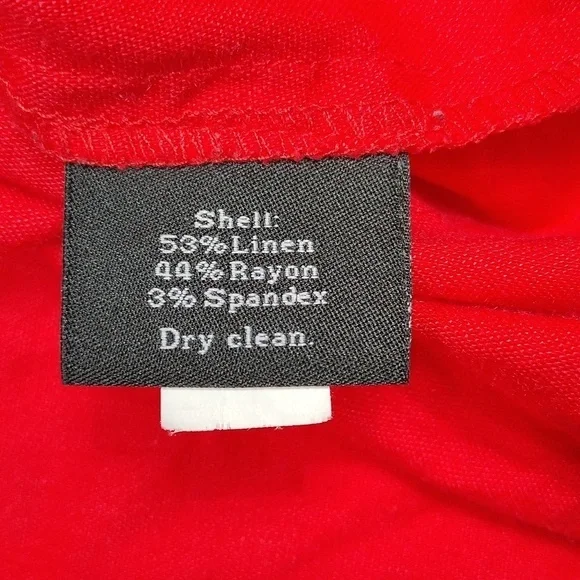 Shell:
53% Linen
44% Rayon
3% Spandex
Dry clean.